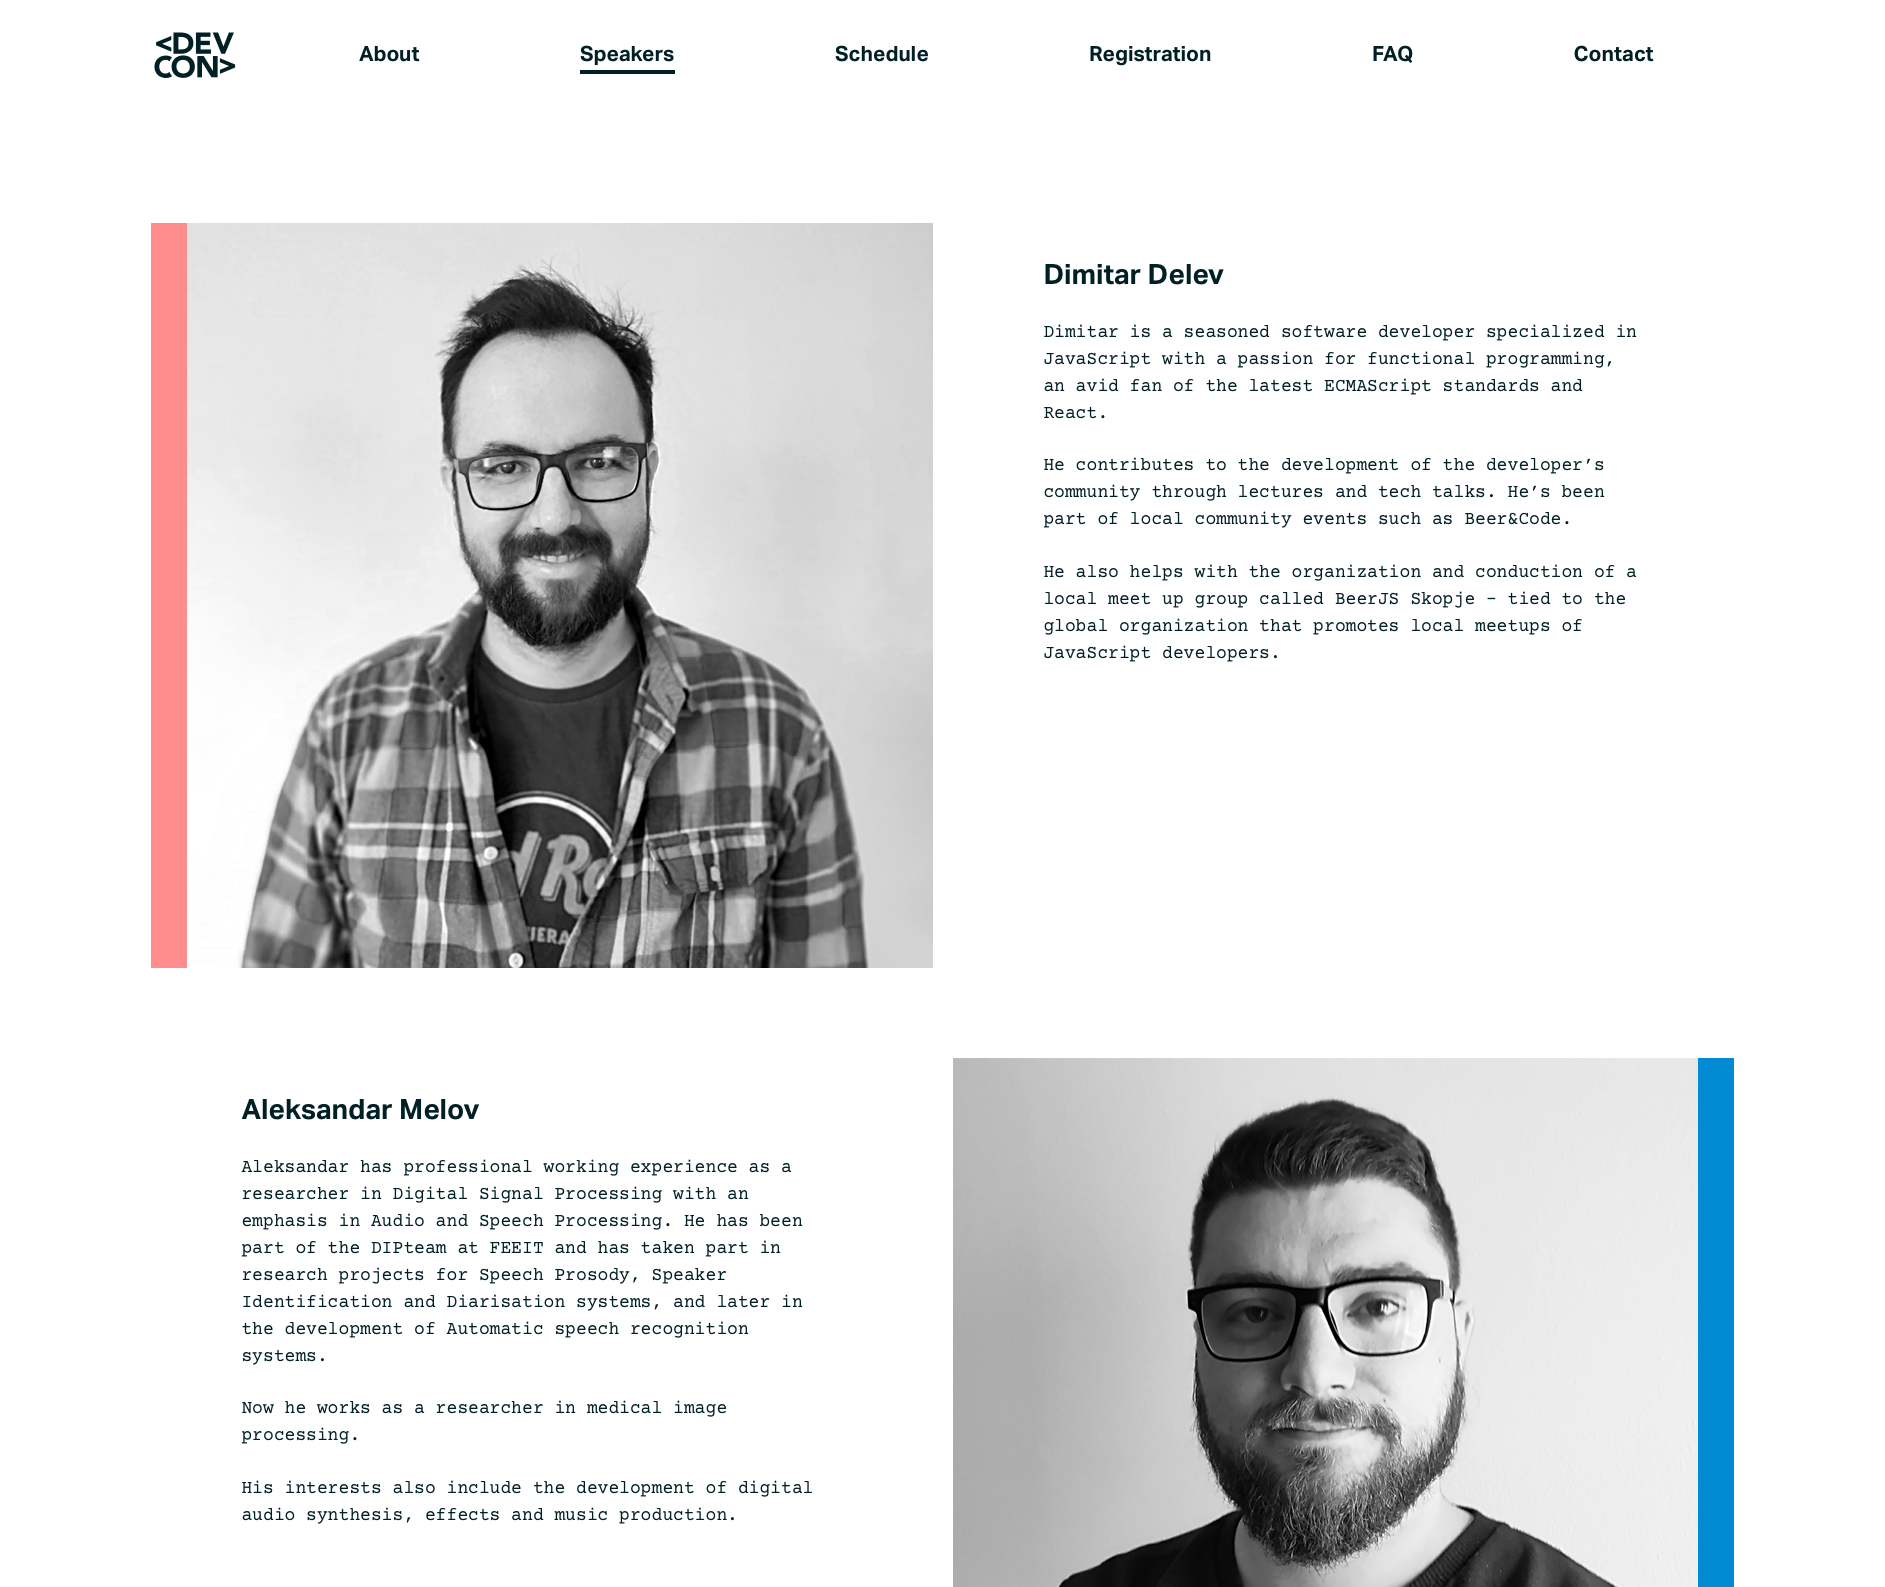 <DEV
CON>
About
Speakers
Schedule
Registration
FAQ
Contact
Dimitar Delev
Dimitar is a seasoned software developer specialized in
JavaScript with a passion for functional programming,
an avid fan of the latest ECMAScript standards and
React.
He contributes to the development of the developer’s
community through lectures and tech talks. He’s been
part of local community events such as Beer&Code.
He also helps with the organization and conduction of a
local meet up group called BeerJS Skopje – tied to the
global organization that promotes local meetups of
JavaScript developers.
Aleksandar Melov
Aleksandar has professional working experience as a
researcher in Digital Signal Processing with an
emphasis in Audio and Speech Processing. He has been
part of the DIPteam at FEEIT and has taken part in
research projects for Speech Prosody, Speaker
Identification and Diarisation systems, and later in
the development of Automatic speech recognition
systems.
Now he works as a researcher in medical image
processing.
His interests also include the development of digital
audio synthesis, effects and music production.